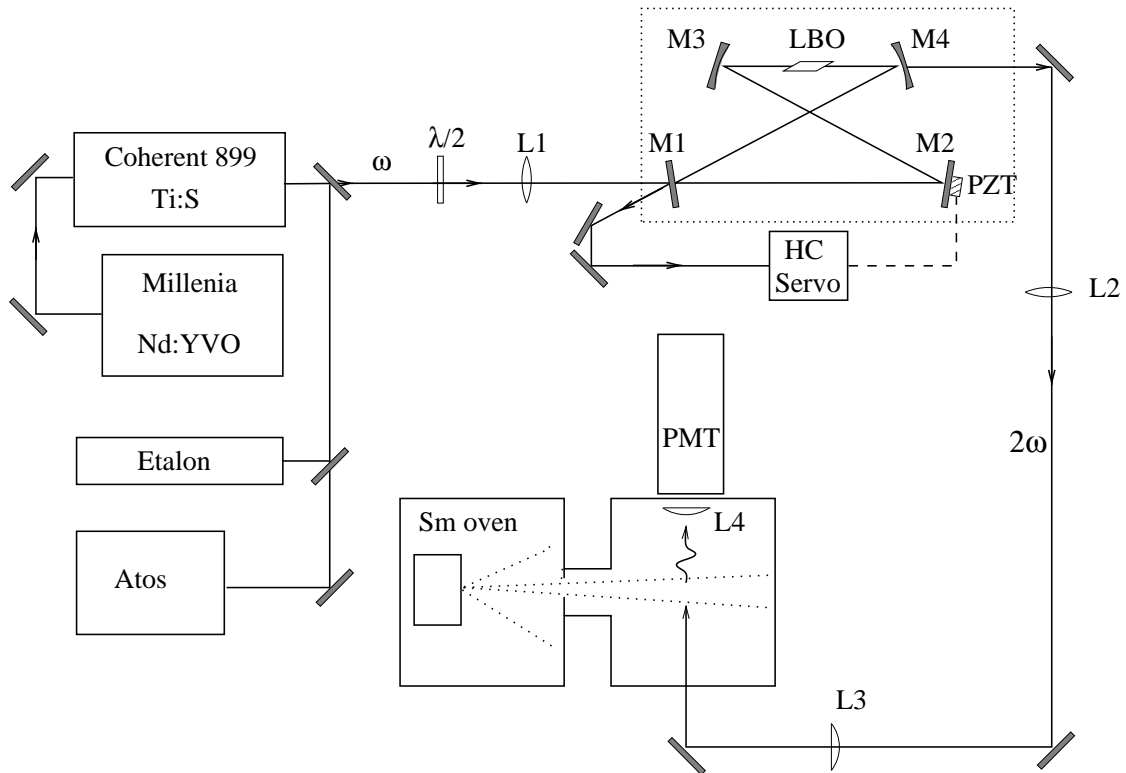 M3
LBO
M4
Coherent 899
Ti:S
ω
λ/2
L1
M1
M2
PZT
Millenia
Nd:YVO
HC
Servo
L2
PMT
2ω
Etalon
Sm oven
L4
Atos
L3